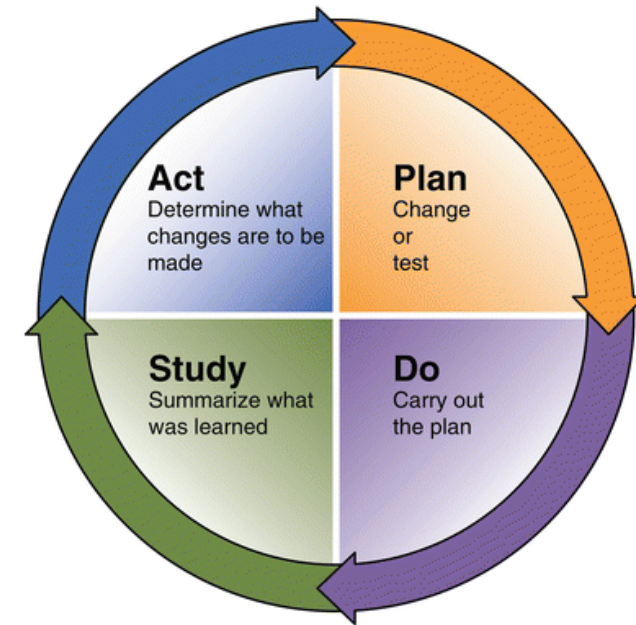 Act
Determine what
changes are to be
made
Plan
Change
or
test
Study
Summarize what
was learned
Do
Carry out
the plan